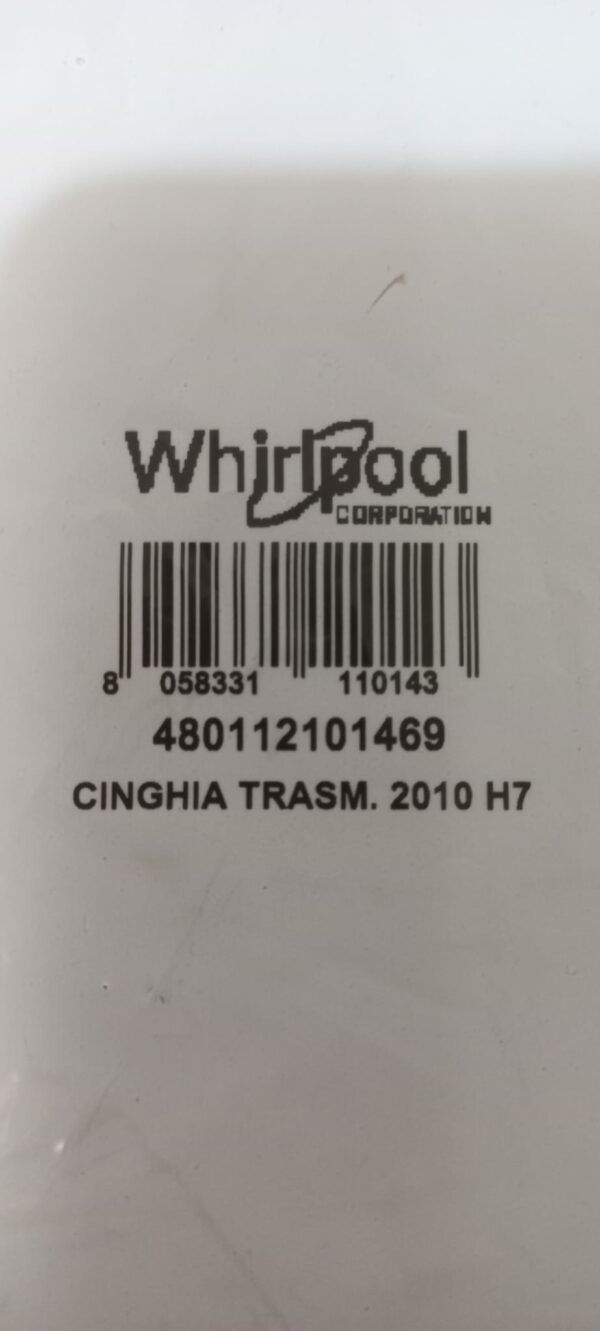 Whirlpool
CORPORATION
8 058331 110143
480112101469
CINGHIA TRASM. 2010 H7